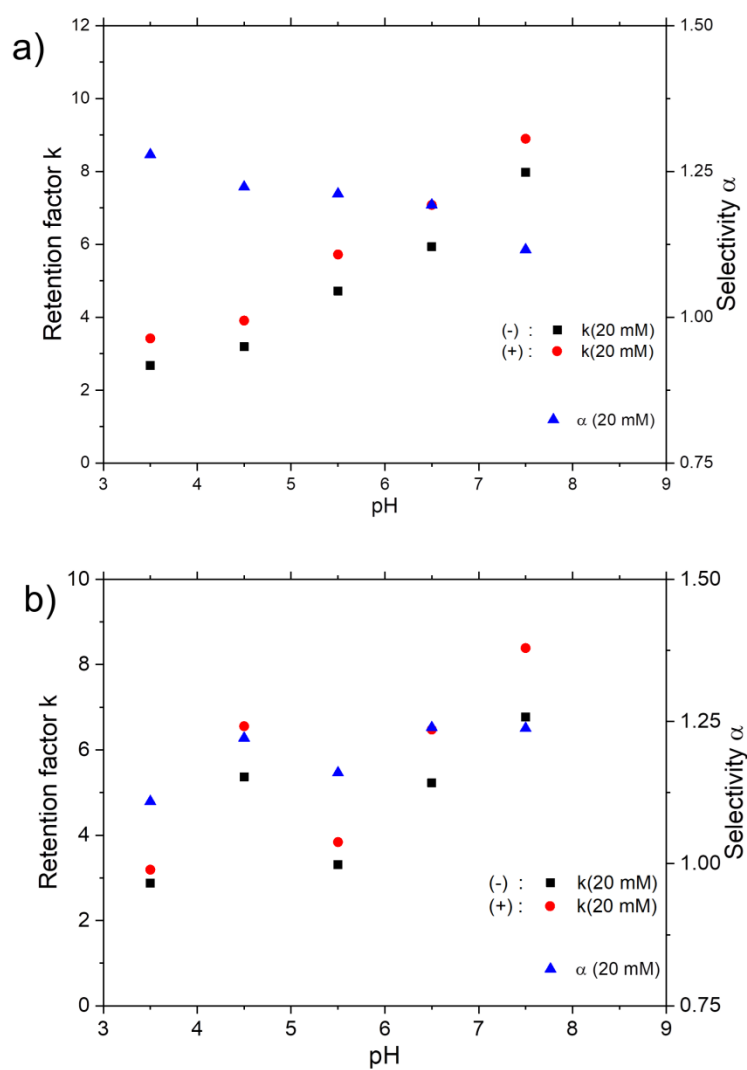 a)
12
10
8
6
4
2
0
Retention factor k
1.50
1.25
1.00
0.75
Selectivity α
(-) : k(20 mM)
(+) : k(20 mM)
α (20 mM)
3 4 5 6 7 8 9
pH
b)
10
8
6
4
2
0
Retention factor k
1.50
1.25
1.00
0.75
Selectivity α
(-) : k(20 mM)
(+) : k(20 mM)
α (20 mM)
3 4 5 6 7 8 9
pH